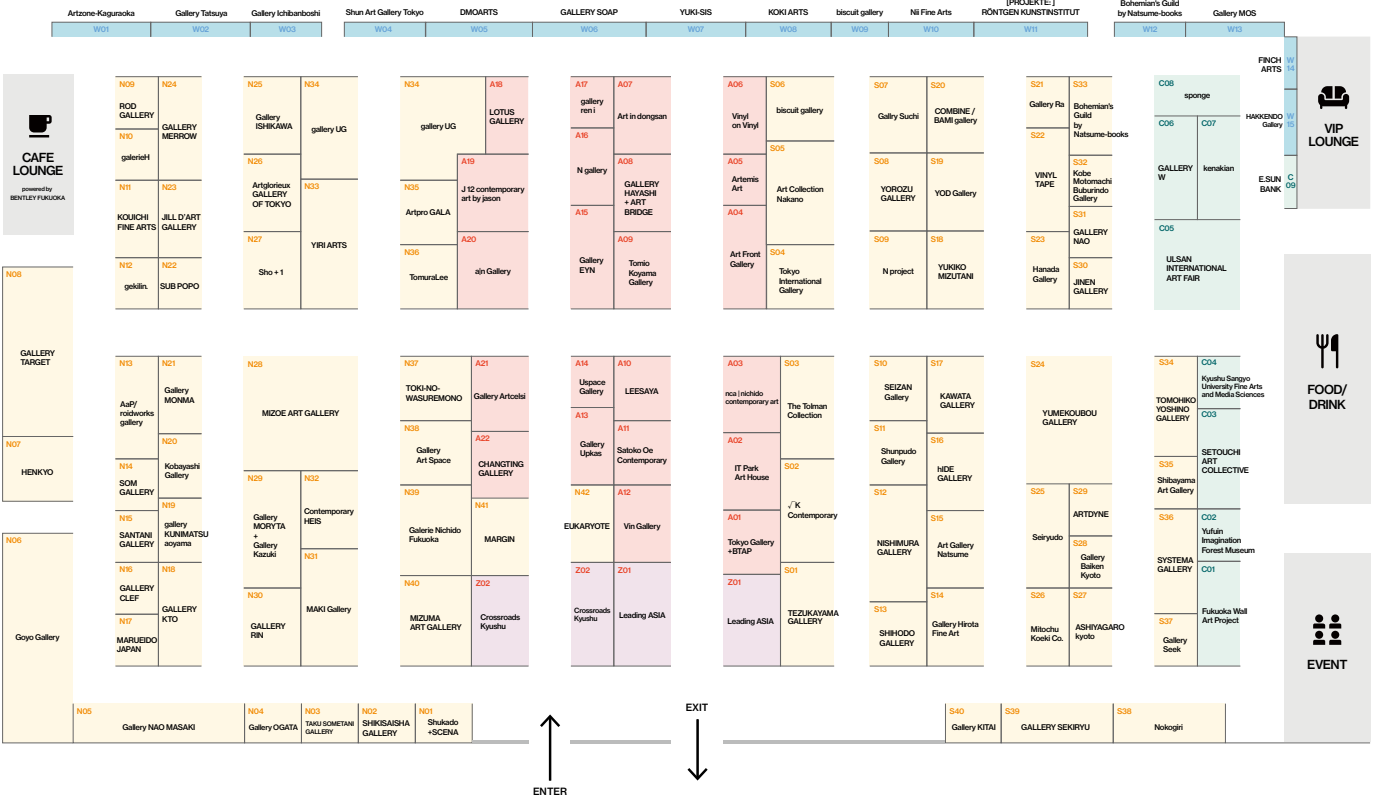 Artzone-Kaguraoka
Gallery Tatsuya
Gallery Ichibanboshi
Shun Art Gallery Tokyo
DMOARTS
GALLERY SOAP
YUKI-SIS
KOKI ARTS
biscuit gallery
Nii Fine Arts
[PROJEKTE: ]
RÖNTGEN KUNSTINSTITUT
Bohemian's Guild
by Natsume-books
Gallery MOS
W01
W02
W03
W04
W05
W06
W07
W08
W09
W10
W11
W12
W13
FINCH
ARTS
W
14
HAKKENDO
Gallery
W
15
E.SUN
BANK
C
09
VIP
LOUNGE
CAFE
LOUNGE
powered by
BENTLEY FUKUOKA
N09
ROD
GALLERY
N10
galerieH
N11
KOUICHI
FINE ARTS
N12
gekilin.
N24
GALLERY
MERROW
N23
JILL D'ART
GALLERY
N22
SUB POPO
N25
Gallery
ISHIKAWA
N26
Artglorieux
GALLERY
OF TOKYO
N27
Sho + 1
N34
gallery UG
N33
YIRI ARTS
N34
gallery UG
N35
Artpro GALA
N36
TomuraLee
A18
LOTUS
GALLERY
A19
J 12 contemporary
art by jason
A20
a|n Gallery
A17
gallery
ren i
A16
N gallery
A15
Gallery
EYN
A07
Art in dongsan
A08
GALLERY
HAYASHI
+ ART
BRIDGE
A09
Tomio
Koyama
Gallery
A06
Vinyl
on Vinyl
A05
Artemis
Art
A04
Art Front
Gallery
S06
biscuit gallery
S05
Art Collection
Nakano
S04
Tokyo
International
Gallery
S07
Gallry Suchi
S08
YOROZU
GALLERY
S09
N project
S20
COMBINE /
BAMI gallery
S19
YOD Gallery
S18
YUKIKO
MIZUTANI
S21
Gallery Ra
S22
VINYL
TAPE
S23
Hanada
Gallery
S33
Bohemian's
Guild
by
Natsume-books
S32
Kobe
Motomachi
Buburindo
Gallery
S31
GALLERY
NAO
S30
JINEN
GALLERY
C08
sponge
C06
GALLERY
W
C07
kenakian
C05
ULSAN
INTERNATIONAL
ART FAIR
FOOD/
DRINK
EVENT
N08
GALLERY
TARGET
N07
HENKYO
N06
Goyo Gallery
N13
AaP/
roidworks
gallery
N14
SOM
GALLERY
N15
SANTANI
GALLERY
N16
GALLERY
CLEF
N17
MARUEIDO
JAPAN
N21
Gallery
MONMA
N20
Kobayashi
Gallery
N19
gallery
KUNIMATSU
aoyama
N18
GALLERY
KTO
N28
MIZOE ART GALLERY
N29
Gallery
MORYTA
+
Gallery
Kazuki
N30
GALLERY
RIN
N32
Contemporary
HEIS
N31
MAKI Gallery
N37
TOKI-NO-
WASUREMONO
N38
Gallery
Art Space
N39
Galerie Nichido
Fukuoka
N40
MIZUMA
ART GALLERY
A21
Gallery Artcelsi
A22
CHANGTING
GALLERY
N41
MARGIN
Z02
Crossroads
Kyushu
A14
Uspace
Gallery
A13
Gallery
Upkas
N42
EUKARYOTE
Z02
Crossroads
Kyushu
A10
LEESAYA
A11
Satoko Oe
Contemporary
A12
Vin Gallery
Z01
Leading ASIA
A03
nca | nichido
contemporary art
A02
IT Park
Art House
A01
Tokyo Gallery
+BTAP
Z01
Leading ASIA
S03
The Tolman
Collection
S02
√K
Contemporary
S01
TEZUKAYAMA
GALLERY
S10
SEIZAN
Gallery
S11
Shunpudo
Gallery
S12
NISHIMURA
GALLERY
S13
SHIHODO
GALLERY
S17
KAWATA
GALLERY
S16
hIDE
GALLERY
S15
Art Gallery
Natsume
S14
Gallery Hirota
Fine Art
S24
YUMEKOUBOU
GALLERY
S25
Seiryudo
S26
Mitochu
Koeki Co.
S29
ARTDYNE
S28
Gallery
Baiken
Kyoto
S27
ASHIYAGARO
kyoto
S34
TOMOHIKO
YOSHINO
GALLERY
S35
Shibayama
Art Gallery
S36
SYSTEMA
GALLERY
S37
Gallery
Seek
C04
Kyushu Sangyo
University Fine Arts
and Media Sciences
C03
SETOUCHI
ART
COLLECTIVE
C02
Yufuin
Imagination
Forest Museum
C01
Fukuoka Wall
Art Project
N05
Gallery NAO MASAKI
N04
Gallery OGATA
N03
TAKU SOMETANI
GALLERY
N02
SHIKISAISHA
GALLERY
N01
Shukado
+SCENA
ENTER
EXIT
S40
Gallery KITAI
S39
GALLERY SEKIRYU
S38
Nokogiri